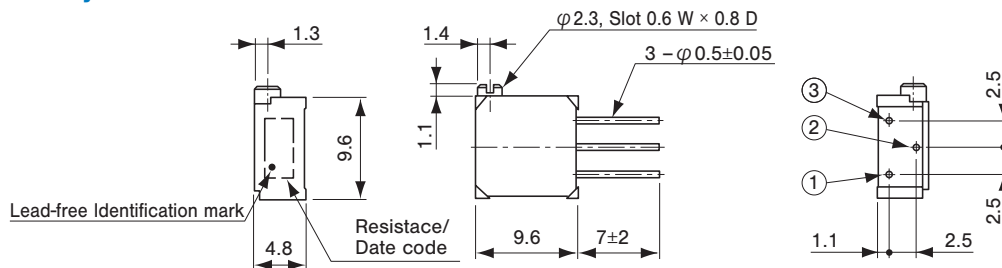 φ2.3, Slot 0.6 W × 0.8 D
1.3
1.4
3 – φ0.5±0.05
1.1
9.6
3
2
1
2.5
2.5
Lead-free Identification mark
Resistace/
Date code
4.8
9.6
7±2
1.1
2.5